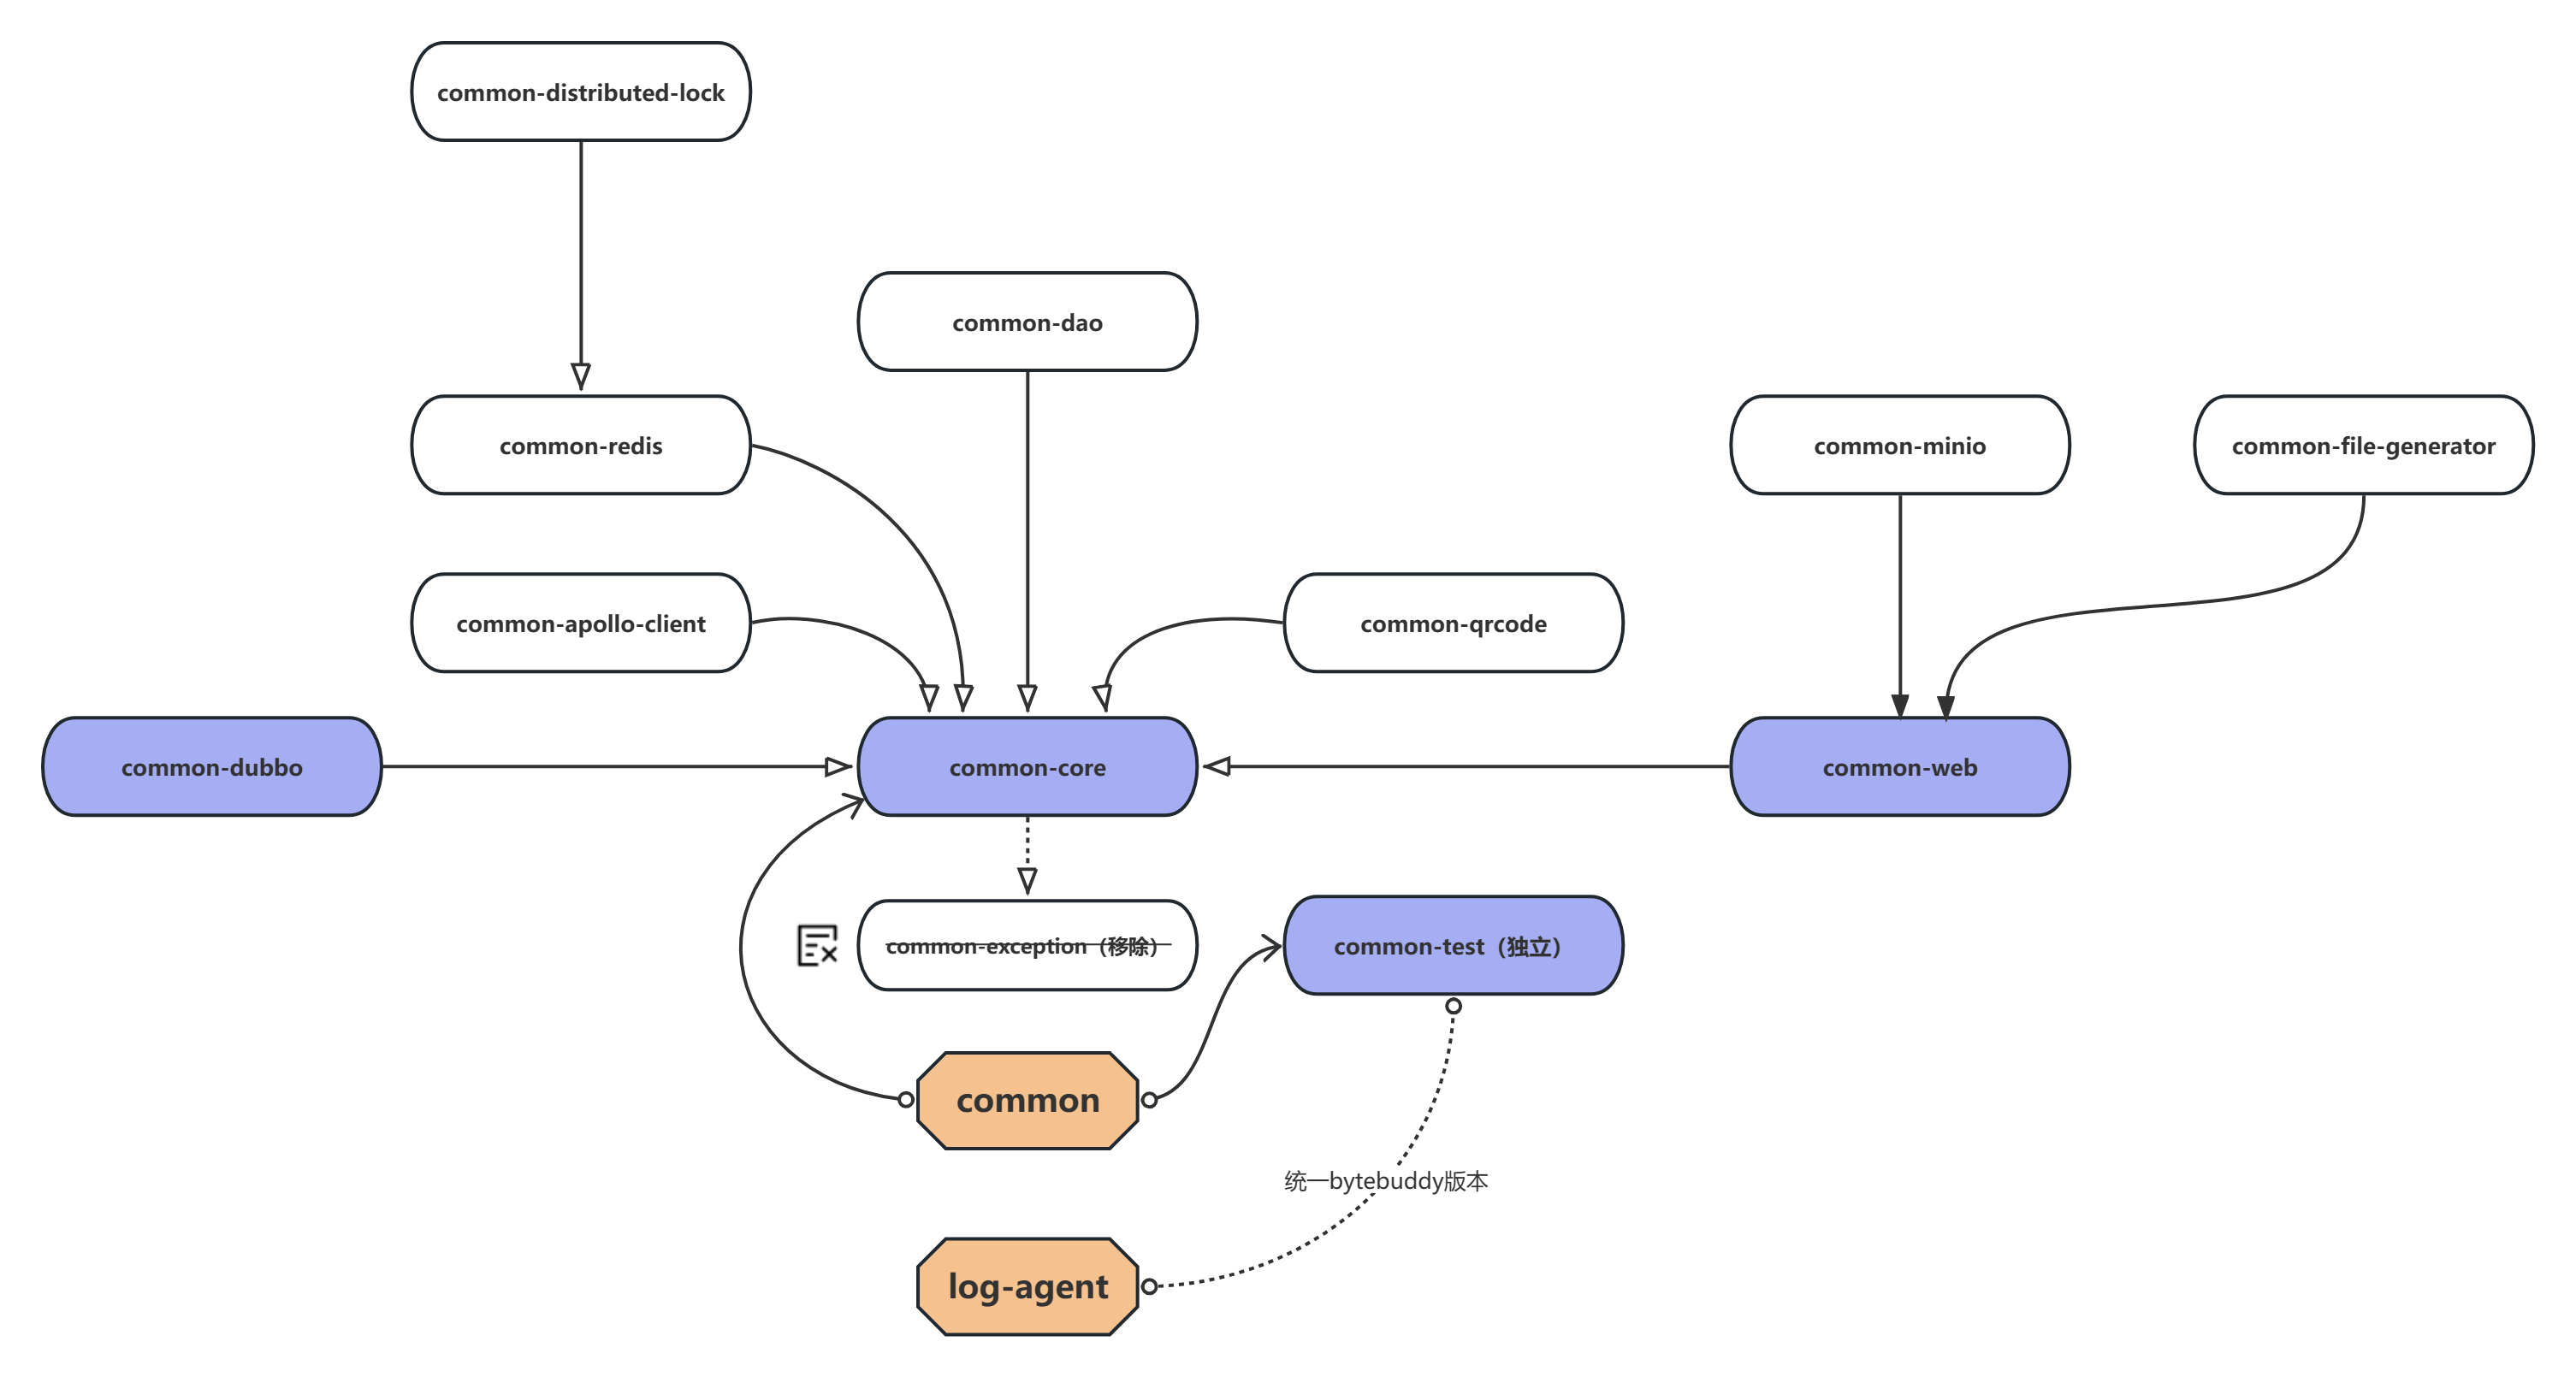 common-distributed-lock
common-dao
common-redis
common-minio
common-file-generator
common-apollo-client
common-qrcode
common-dubbo
common-core
common-web
common-exception（移除）
common-test（独立）
common
统一bytebuddy版本
log-agent